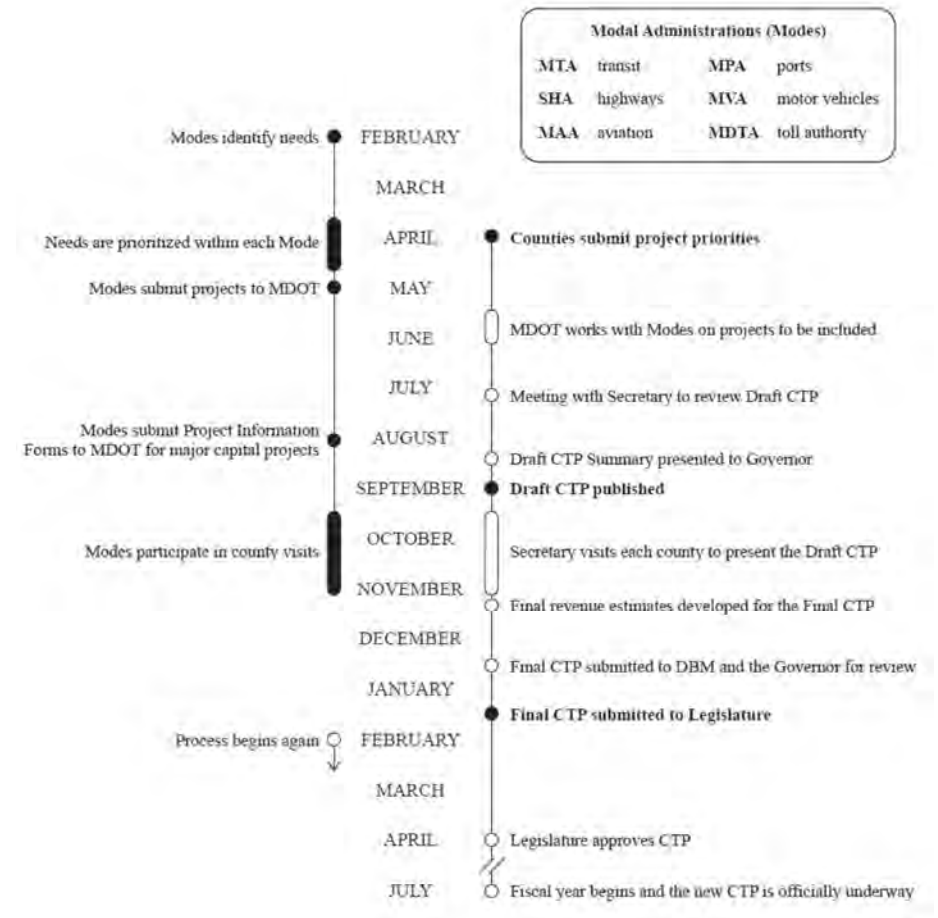 Modal Administrations (Modes)
MTA transit MPA ports
SHA highways MVA motor vehicles
MAA aviation MDTA toll authority
Modes identify needs FEBRUARY
MARCH
Needs are prioritized within each Mode APRIL Counties submit project priorities
Modes submit projects to MDOT MAY
JUNE MDOT works with Modes on projects to be included
JULY Meeting with Secretary to review Draft CTP
Modes submit Project Information
Forms to MDOT for major capital projects AUGUST
Draft CTP Summary presented to Governor
SEPTEMBER Draft CTP published
Modes participate in county visits OCTOBER Secretary visits each county to present the Draft CTP
NOVEMBER
Final revenue estimates developed for the Final CTP
DECEMBER
Final CTP submitted to DBM and the Governor for review
JANUARY
Final CTP submitted to Legislature
Process begins again FEBRUARY
MARCH
APRIL Legislature approves CTP
JULY Fiscal year begins and the new CTP is officially underway